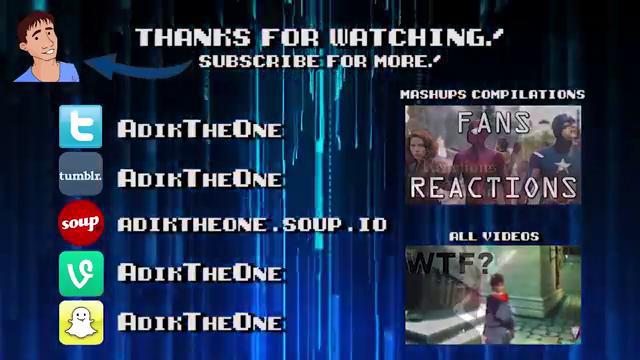 THANKS FOR WATCHING!
SUBSCRIBE FOR MORE!
AdikTheOne
tumblr.
AdikTheOne
soup
adiktheone.soup.io
AdikTheOne
AdikTheOne
MASHUPS COMPILATIONS
FANS
REACTIONS
ALL VIDEOS
WTF?